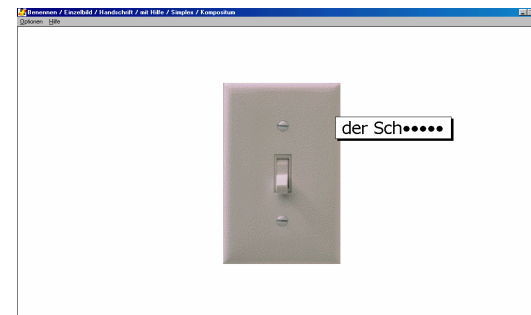 Benennen / Einzelbild / Handschrift / mit Hilfe / Simplex / Kompositum
Optionen Hilfe
der Sch•••••